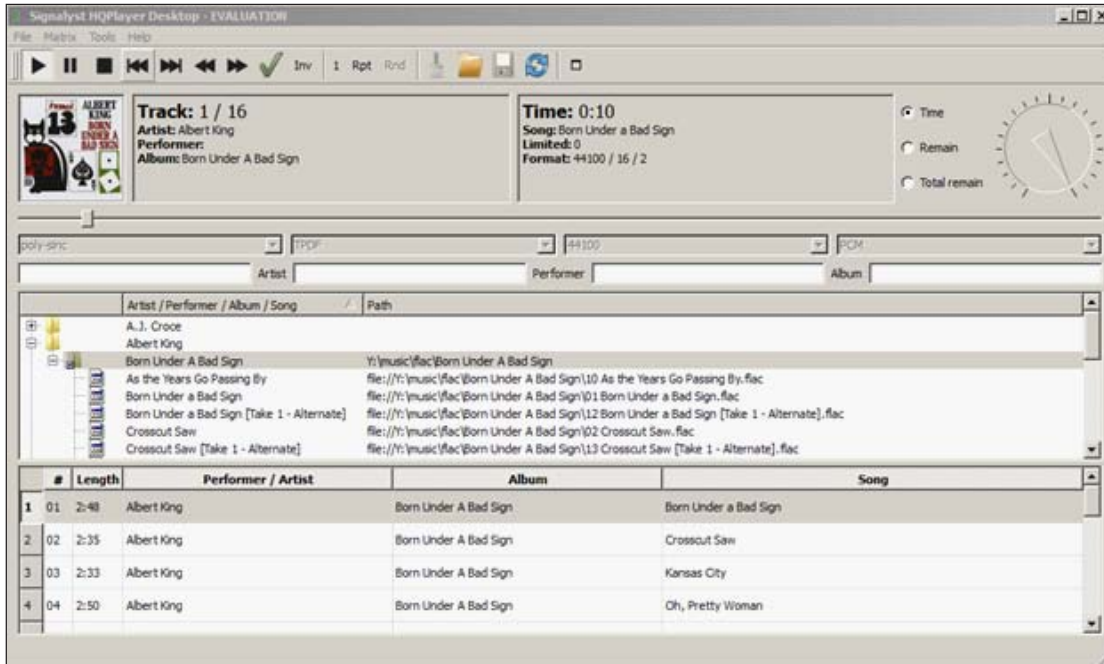 Signalyst HQPlayer Desktop - EVALUATION
File Matrix Tools Help
Inv 1 Rpt Rnd
13
ALBERT
KING
BORN
UNDER A
BAD SIGN
Track: 1 / 16
Artist: Albert King
Performer:
Album: Born Under A Bad Sign
Time: 0:10
Song: Born Under a Bad Sign
Limited: 0
Format: 44100 / 16 / 2
Time
Remain
Total remain
poly-sinc TPDF 44100 PCM
Artist Performer Album
Artist / Performer / Album / Song Path
A.J. Croce
Albert King
Born Under A Bad Sign Y:\music\flac\Born Under A Bad Sign
As the Years Go Passing By file://Y:\music\flac\Born Under A Bad Sign\10 As the Years Go Passing By.flac
Born Under a Bad Sign file://Y:\music\flac\Born Under A Bad Sign\01 Born Under a Bad Sign.flac
Born Under a Bad Sign [Take 1 - Alternate] file://Y:\music\flac\Born Under A Bad Sign\12 Born Under a Bad Sign [Take 1 - Alternate].flac
Crosscut Saw file://Y:\music\flac\Born Under A Bad Sign\02 Crosscut Saw.flac
Crosscut Saw [Take 1 - Alternate] file://Y:\music\flac\Born Under A Bad Sign\13 Crosscut Saw [Take 1 - Alternate].flac
# Length Performer / Artist Album Song
1 01 2:48 Albert King Born Under A Bad Sign Born Under a Bad Sign
2 02 2:35 Albert King Born Under A Bad Sign Crosscut Saw
3 03 2:33 Albert King Born Under A Bad Sign Kansas City
4 04 2:50 Albert King Born Under A Bad Sign Oh, Pretty Woman